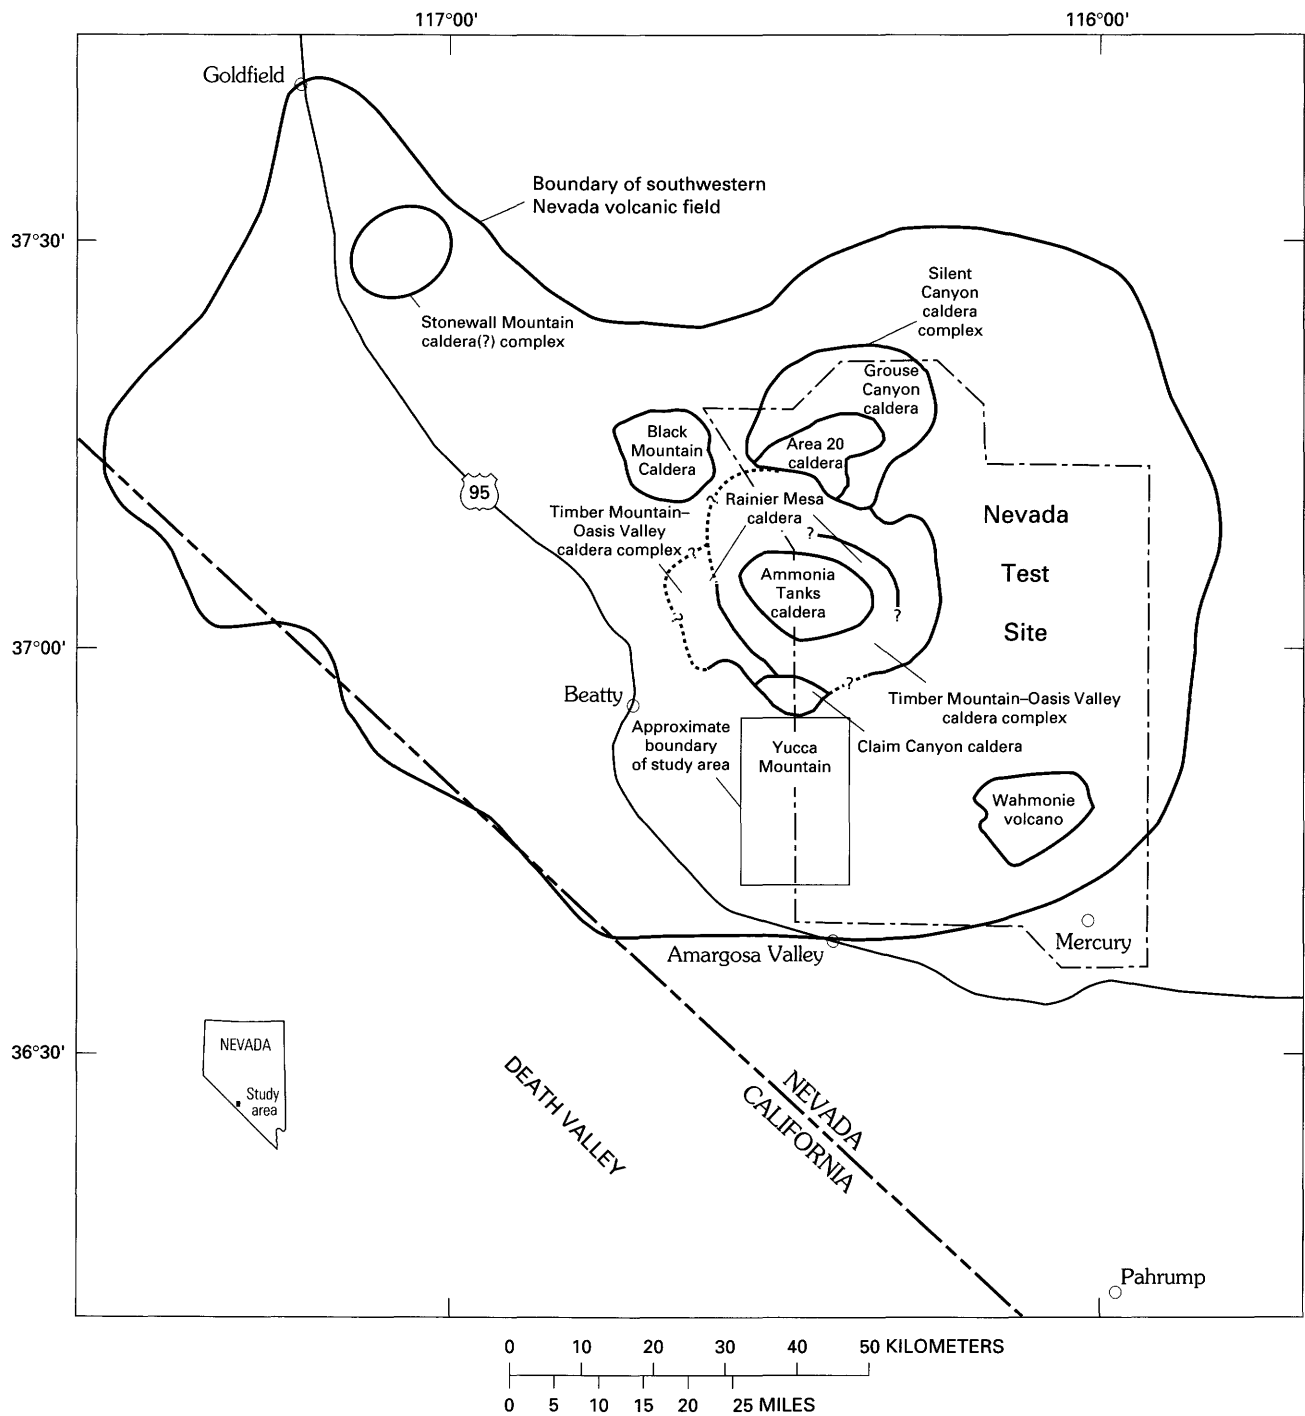 117°00'
116°00'
Goldfield
Boundary of southwestern
Nevada volcanic field
37°30'
Silent
Canyon
caldera
complex
Stonewall Mountain
caldera(?) complex
Grouse
Canyon
caldera
Black
Mountain
Caldera
Area 20
caldera
95
?
Rainier Mesa
caldera
Timber Mountain–
Oasis Valley
caldera complex
?
?
Nevada
Test
Site
Ammonia
Tanks
caldera
?
?
37°00'
?
Beatty
Timber Mountain–Oasis Valley
caldera complex
Approximate
boundary
of study area
Yucca
Mountain
Claim Canyon caldera
Wahmonie
volcano
Mercury
Amargosa Valley
36°30'
NEVADA
Study
area
DEATH VALLEY
NEVADA
CALIFORNIA
Pahrump
0 10 20 30 40 50 KILOMETERS
0 5 10 15 20 25 MILES